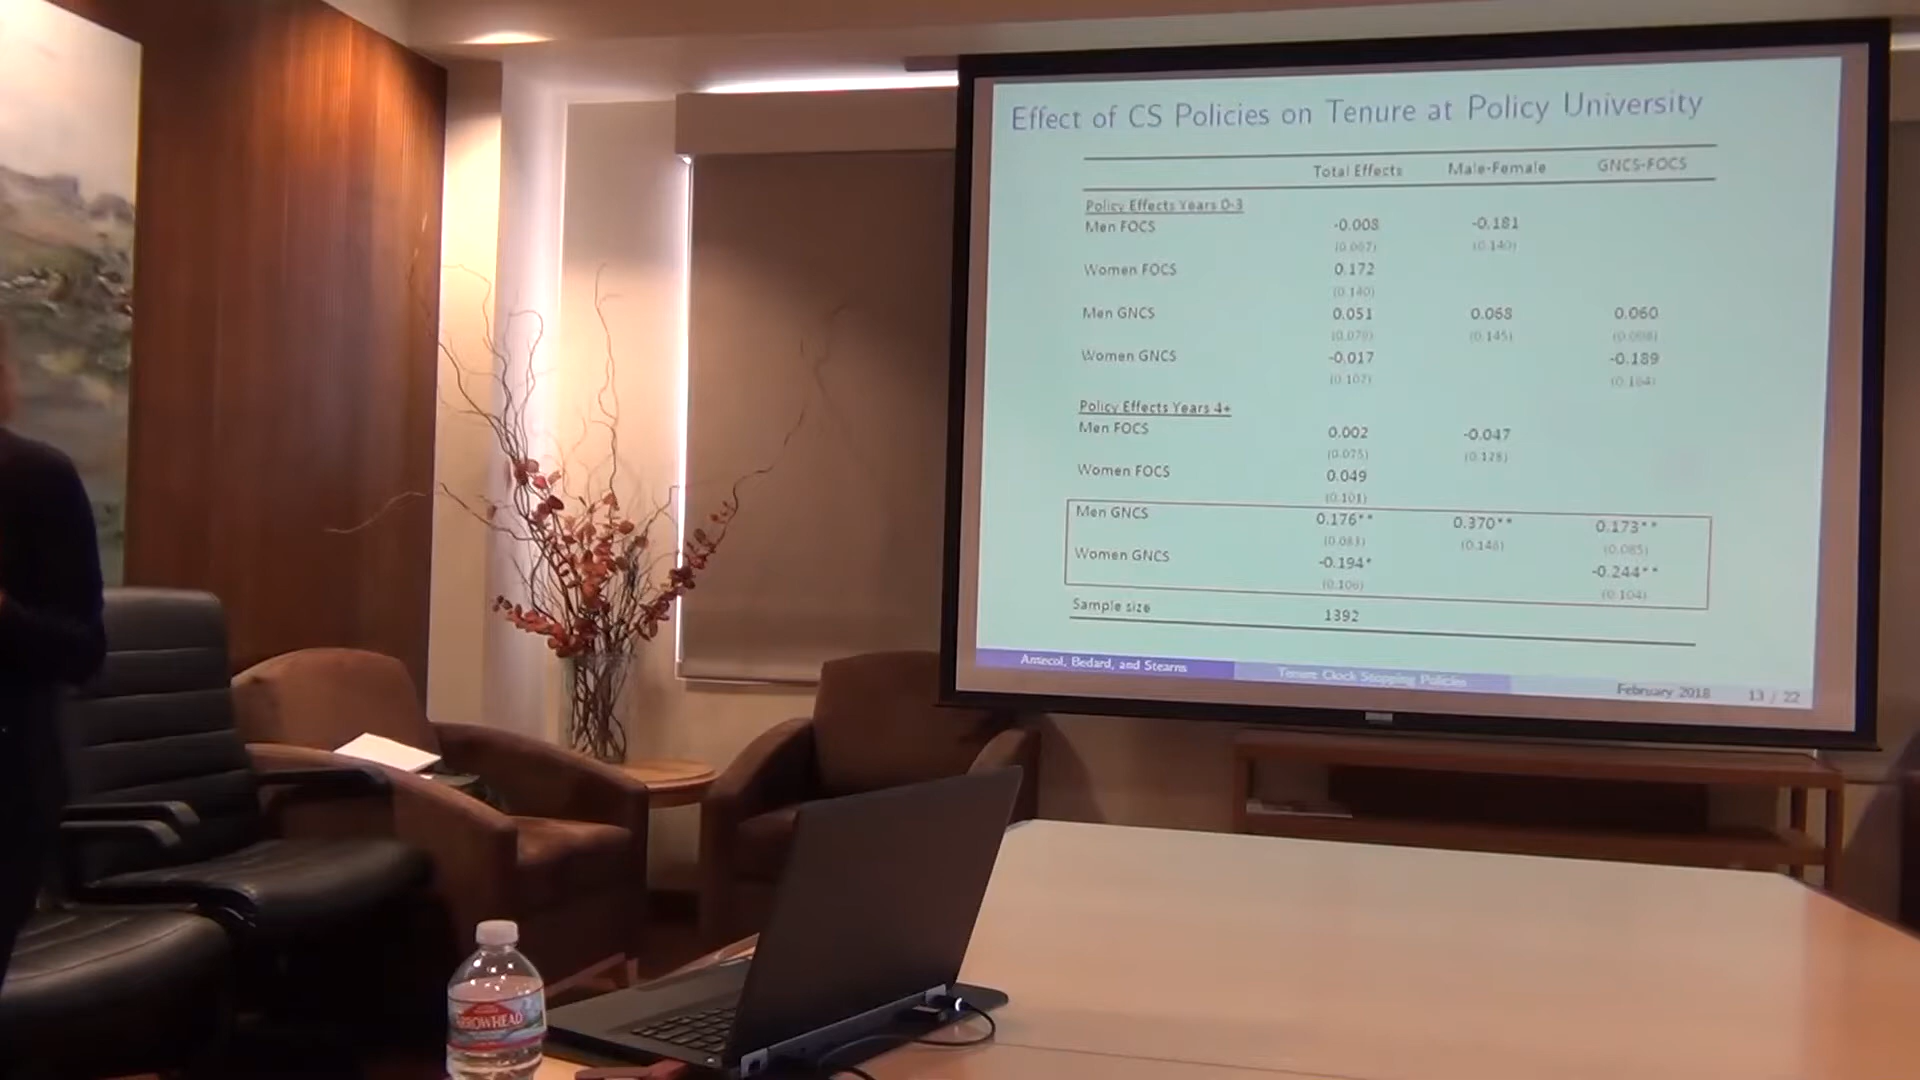 Effect of CS Policies on Tenure at Policy University
Total Effects Male-Female GNCS-FOCS
Policy Effects Years 0-3
Men FOCS -0.008 -0.181
(0.067) (0.140)
Women FOCS 0.172
(0.140)
Men GNCS 0.051 0.068 0.060
(0.145)
Women GNCS -0.017 -0.189
Policy Effects Years 4+
Men FOCS 0.002 -0.047
(0.075) (0.128)
Women FOCS 0.049
(0.101)
Men GNCS 0.176** 0.370** 0.173**
(0.083) (0.146) (0.085)
Women GNCS -0.194* -0.244**
(0.106) (0.104)
Sample size 1392
Antecol, Bedard, and Stearns Tenure Clock Stopping Policies February 2018 13 / 22
ARROWHEAD